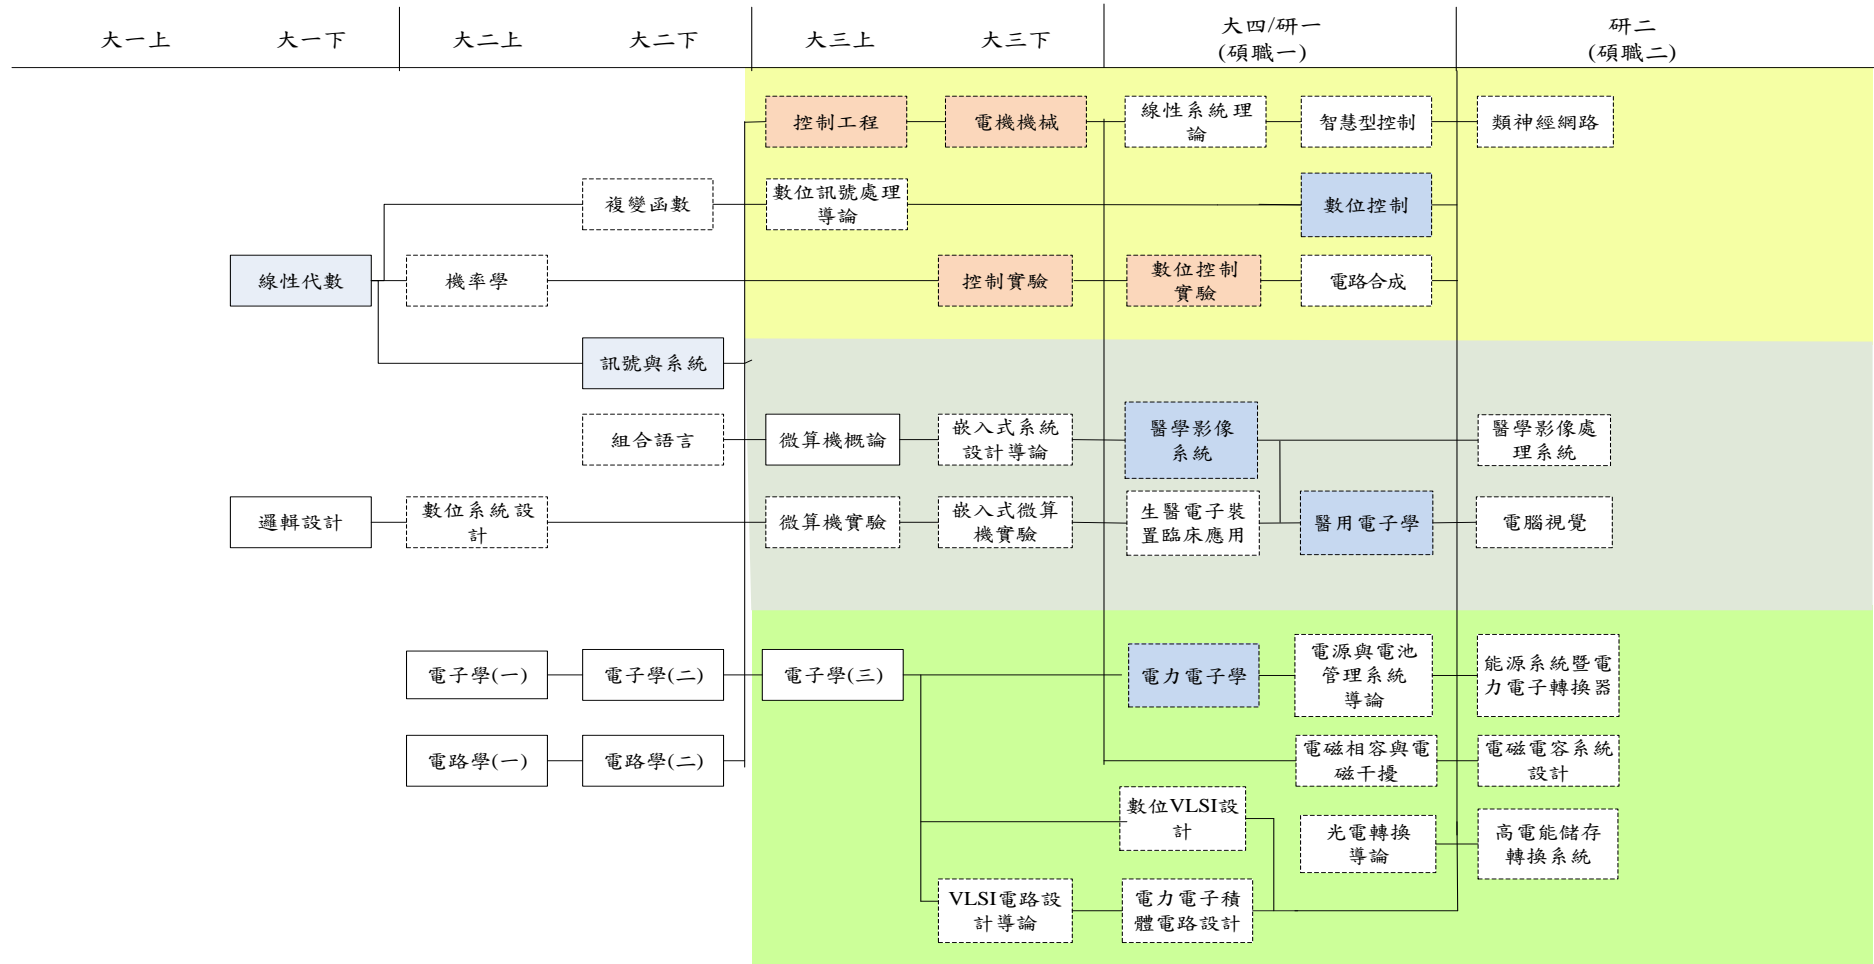 大一上
大一下
大二上
大二下
大三上
大三下
大四/研一
(碩職一)
研二
(碩職二)
控制工程
電機機械
線性系統理
論
智慧型控制
類神經網路
複變函數
數位訊號處理
導論
數位控制
線性代數
機率學
控制實驗
數位控制
實驗
電路合成
訊號與系統
組合語言
微算機概論
嵌入式系統
設計導論
醫學影像
系統
醫學影像處
理系統
邏輯設計
數位系統設
計
微算機實驗
嵌入式微算
機實驗
生醫電子裝
置臨床應用
醫用電子學
電腦視覺
電子學(一)
電子學(二)
電子學(三)
電力電子學
電源與電池
管理系統
導論
能源系統暨電
力電子轉換器
電路學(一)
電路學(二)
電磁相容與電
磁干擾
電磁電容系統
設計
數位VLSI設
計
光電轉換
導論
高電能儲存
轉換系統
VLSI電路設
計導論
電力電子積
體電路設計